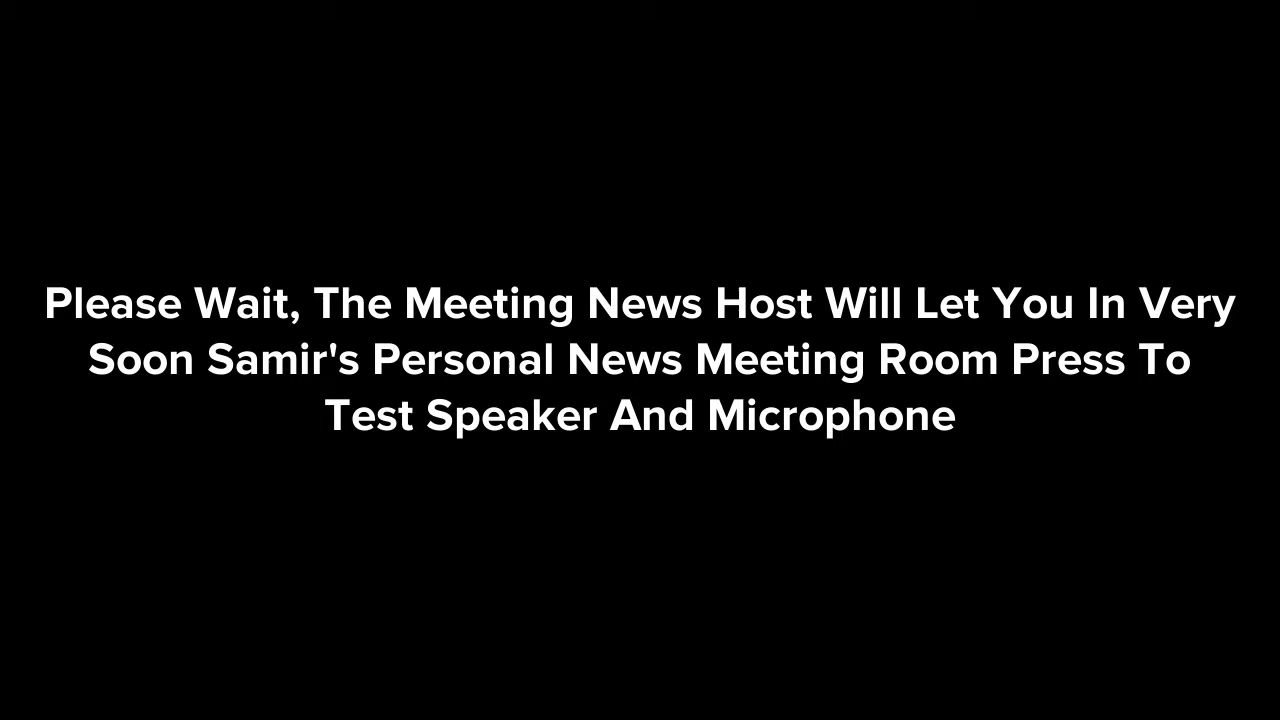 Please Wait, The Meeting News Host Will Let You In Very
Soon Samir's Personal News Meeting Room Press To
Test Speaker And Microphone